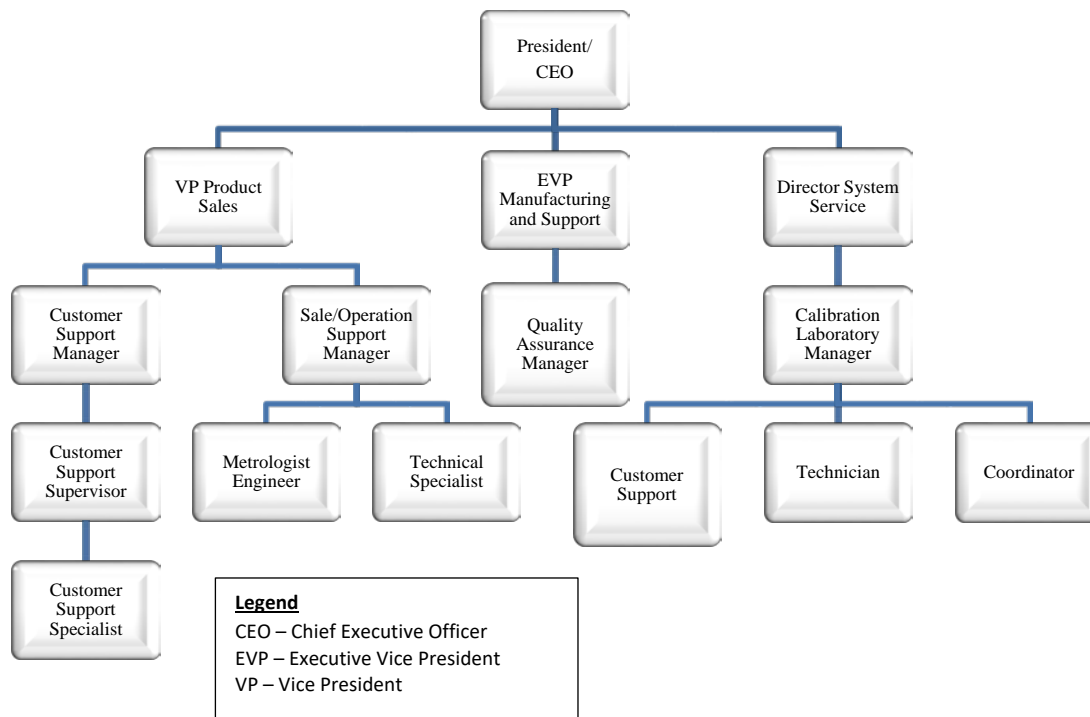 President/
CEO
VP Product
Sales
EVP
Manufacturing
and Support
Director System
Service
Customer
Support
Manager
Sale/Operation
Support
Manager
Quality
Assurance
Manager
Calibration
Laboratory
Manager
Customer
Support
Supervisor
Metrologist
Engineer
Technical
Specialist
Customer
Support
Technician
Coordinator
Customer
Support
Specialist
Legend
CEO – Chief Executive Officer
EVP – Executive Vice President
VP – Vice President